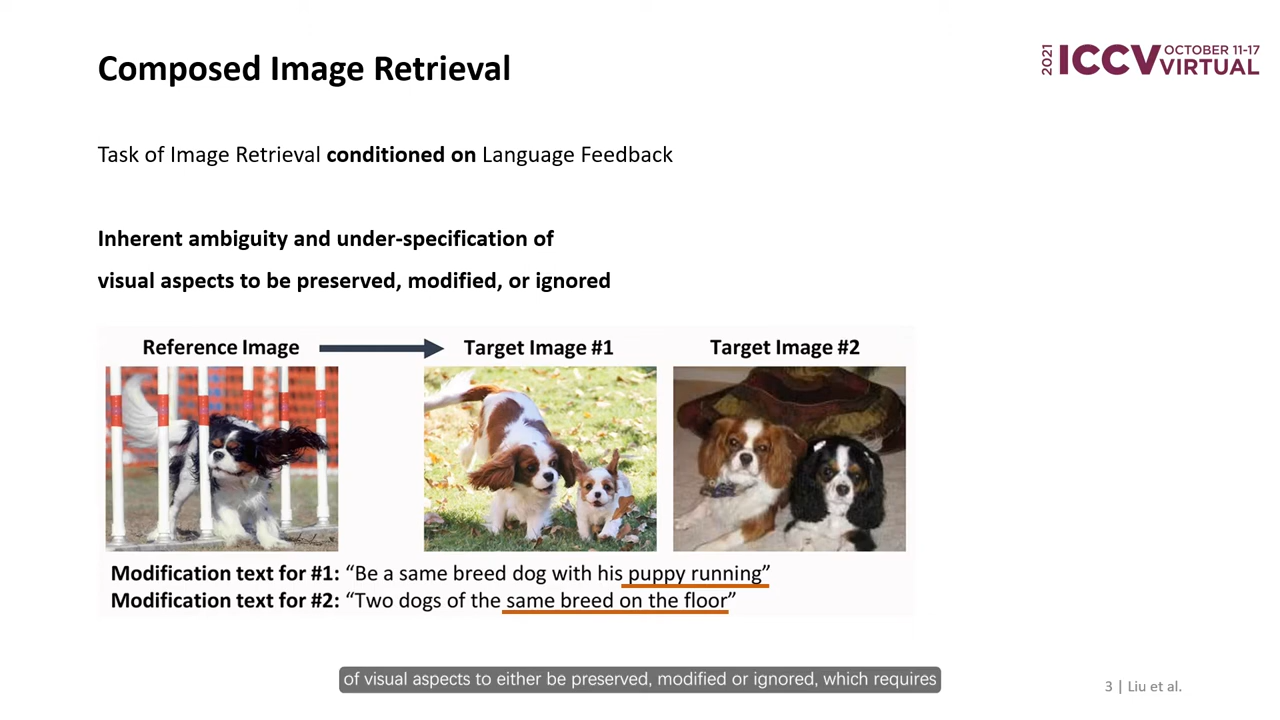 Composed Image Retrieval
2021 ICCV OCTOBER 11-17 VIRTUAL
Task of Image Retrieval conditioned on Language Feedback
Inherent ambiguity and under-specification of
visual aspects to be preserved, modified, or ignored
Reference Image
Target Image #1
Target Image #2
Modification text for #1: “Be a same breed dog with his puppy running”
Modification text for #2: “Two dogs of the same breed on the floor”
of visual aspects to either be preserved, modified or ignored, which requires
3 | Liu et al.